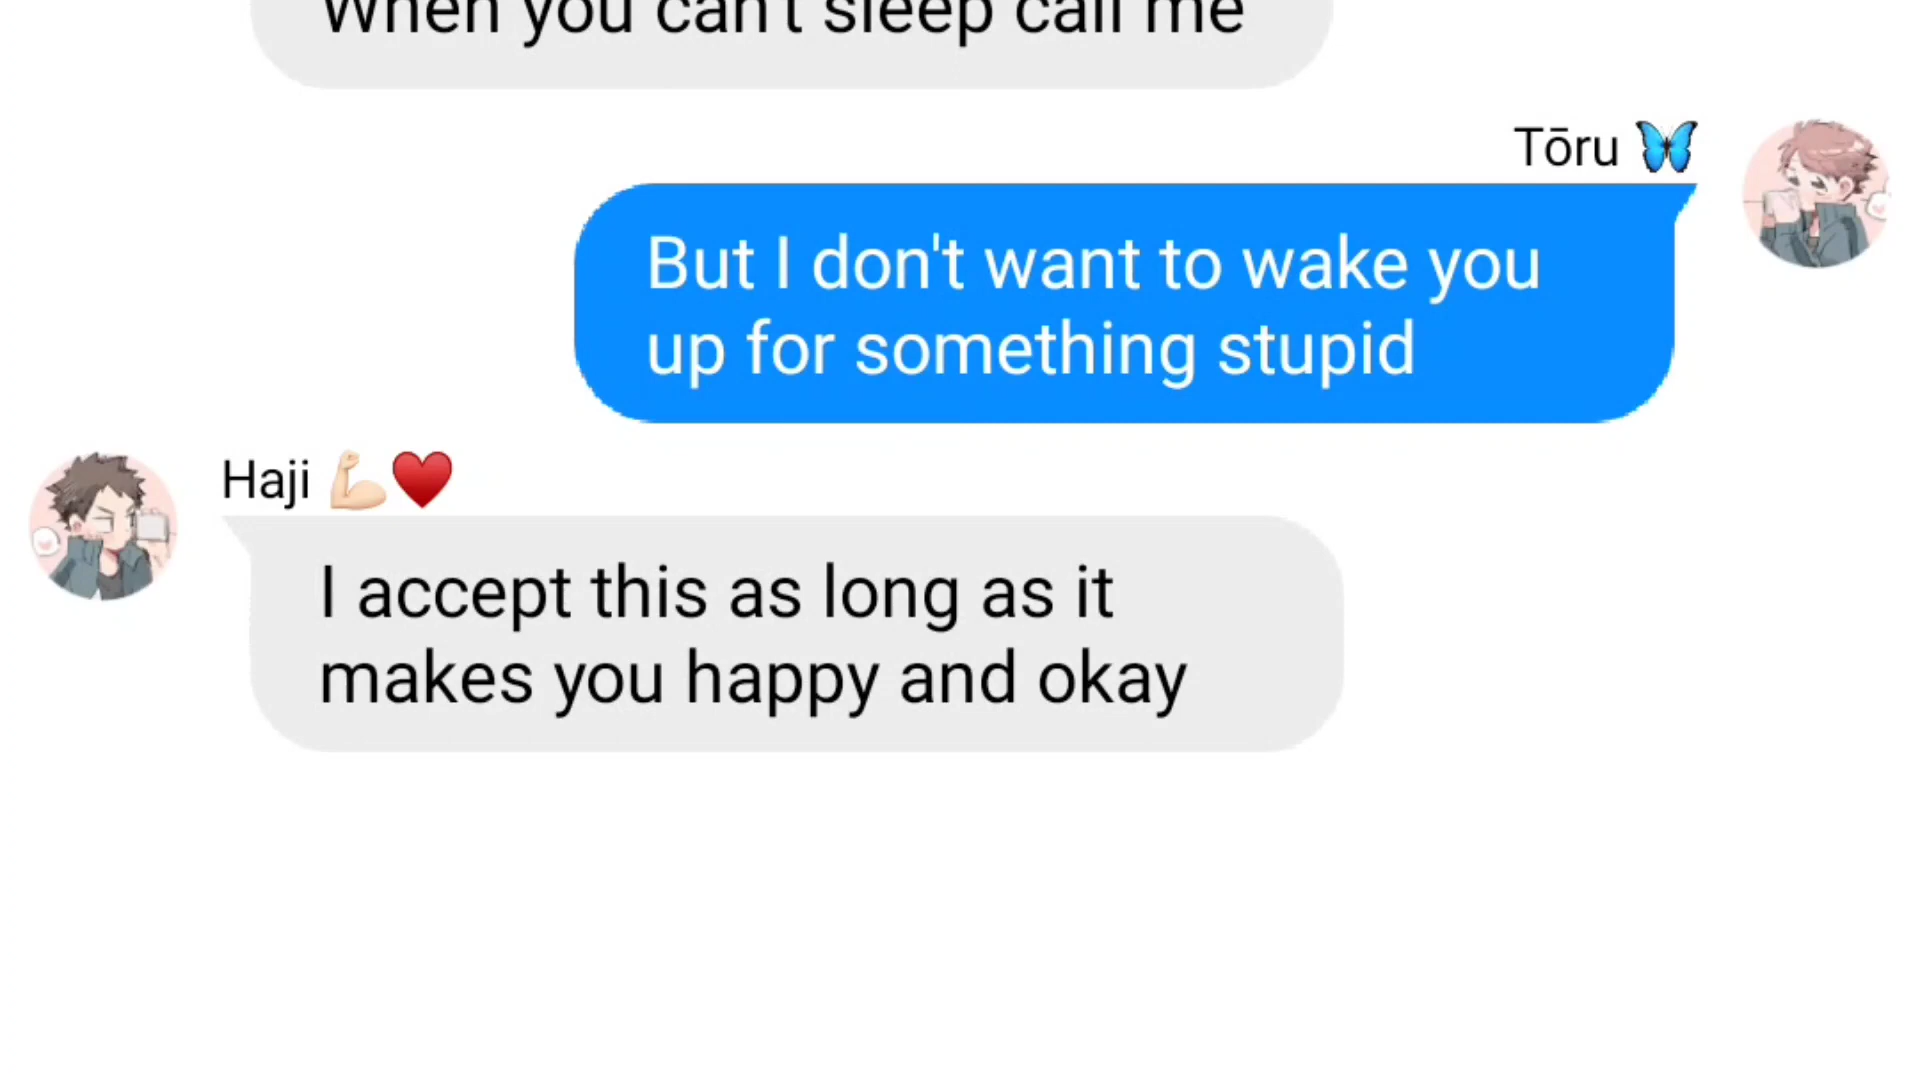 When you can't sleep call me
Tōru 🦋
But I don't want to wake you
up for something stupid
Haji 💪🏻♥️
I accept this as long as it
makes you happy and okay